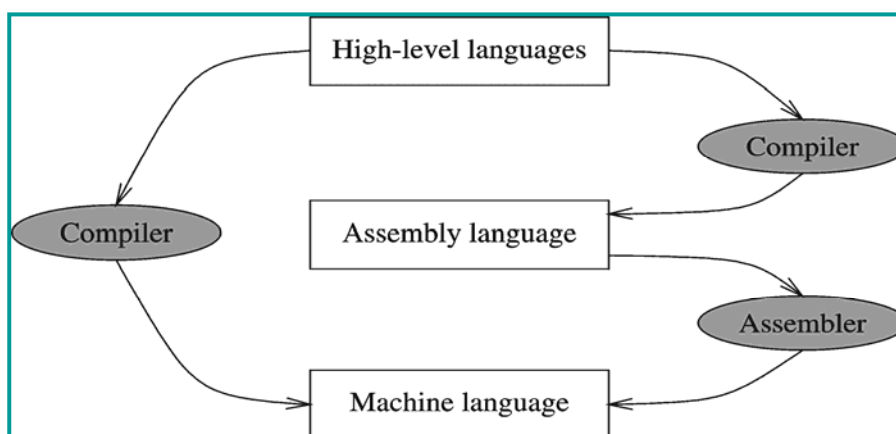 High-level languages
Compiler
Compiler
Assembly language
Assembler
Machine language